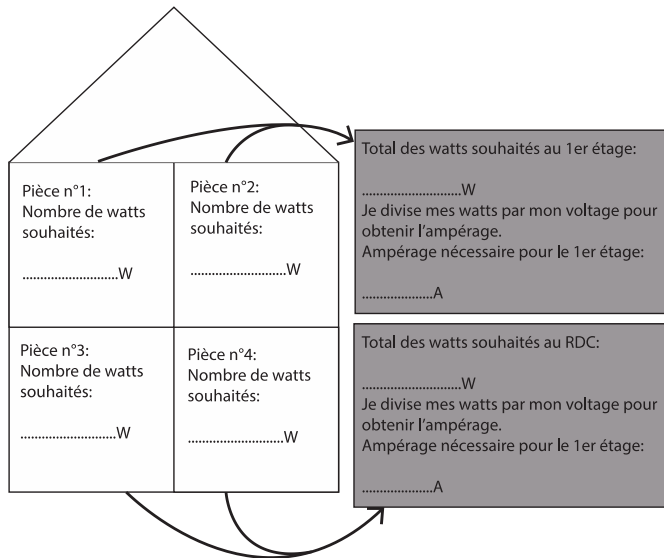 Pièce n°1:
Nombre de watts
souhaités:
............................W
Pièce n°2:
Nombre de watts
souhaités:
............................W
Total des watts souhaités au 1er étage:
............................W
Je divise mes watts par mon voltage pour
obtenir l'ampérage.
Ampérage nécessaire pour le 1er étage:
.....................A
Pièce n°3:
Nombre de watts
souhaités:
............................W
Pièce n°4:
Nombre de watts
souhaités:
............................W
Total des watts souhaités au RDC:
............................W
Je divise mes watts par mon voltage pour
obtenir l'ampérage.
Ampérage nécessaire pour le 1er étage:
.....................A